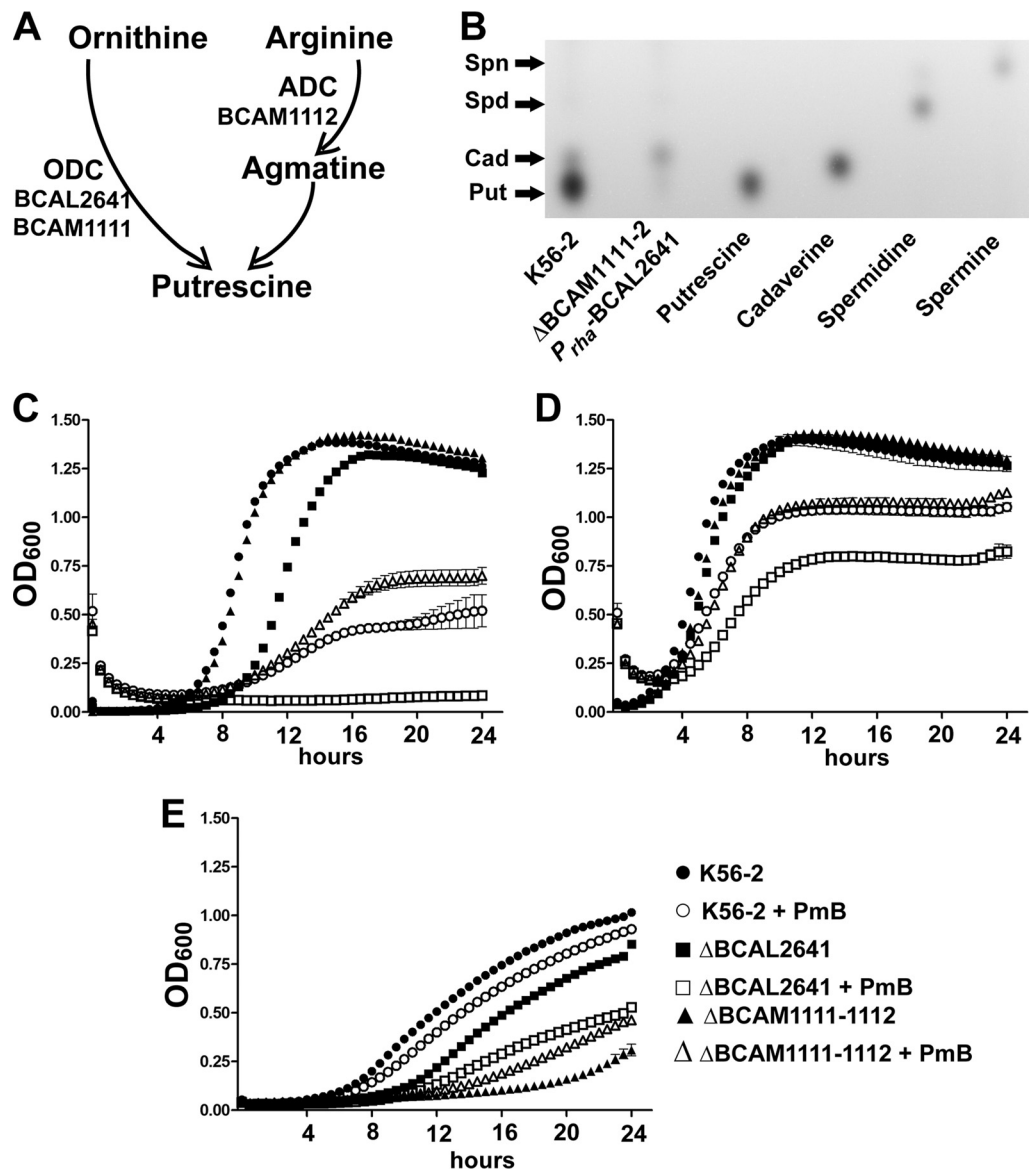 A
Ornithine Arginine
ADC
BCAM1112
Agmatine
ODC
BCAL2641
BCAM1111
Putrescine
B
Spn
Spd
Cad
Put
K56-2
ΔBCAM1111-2
Prha-BCAL2641
Putrescine
Cadaverine
Spermidine
Spermine
C
OD600
1.50
1.25
1.00
0.75
0.50
0.25
0.00
4 8 12 16 20 24
hours
D
OD600
1.50
1.25
1.00
0.75
0.50
0.25
0.00
4 8 12 16 20 24
hours
E
OD600
1.50
1.25
1.00
0.75
0.50
0.25
0.00
4 8 12 16 20 24
hours
K56-2
K56-2 + PmB
ΔBCAL2641
ΔBCAL2641 + PmB
ΔBCAM1111-1112
ΔBCAM1111-1112 + PmB